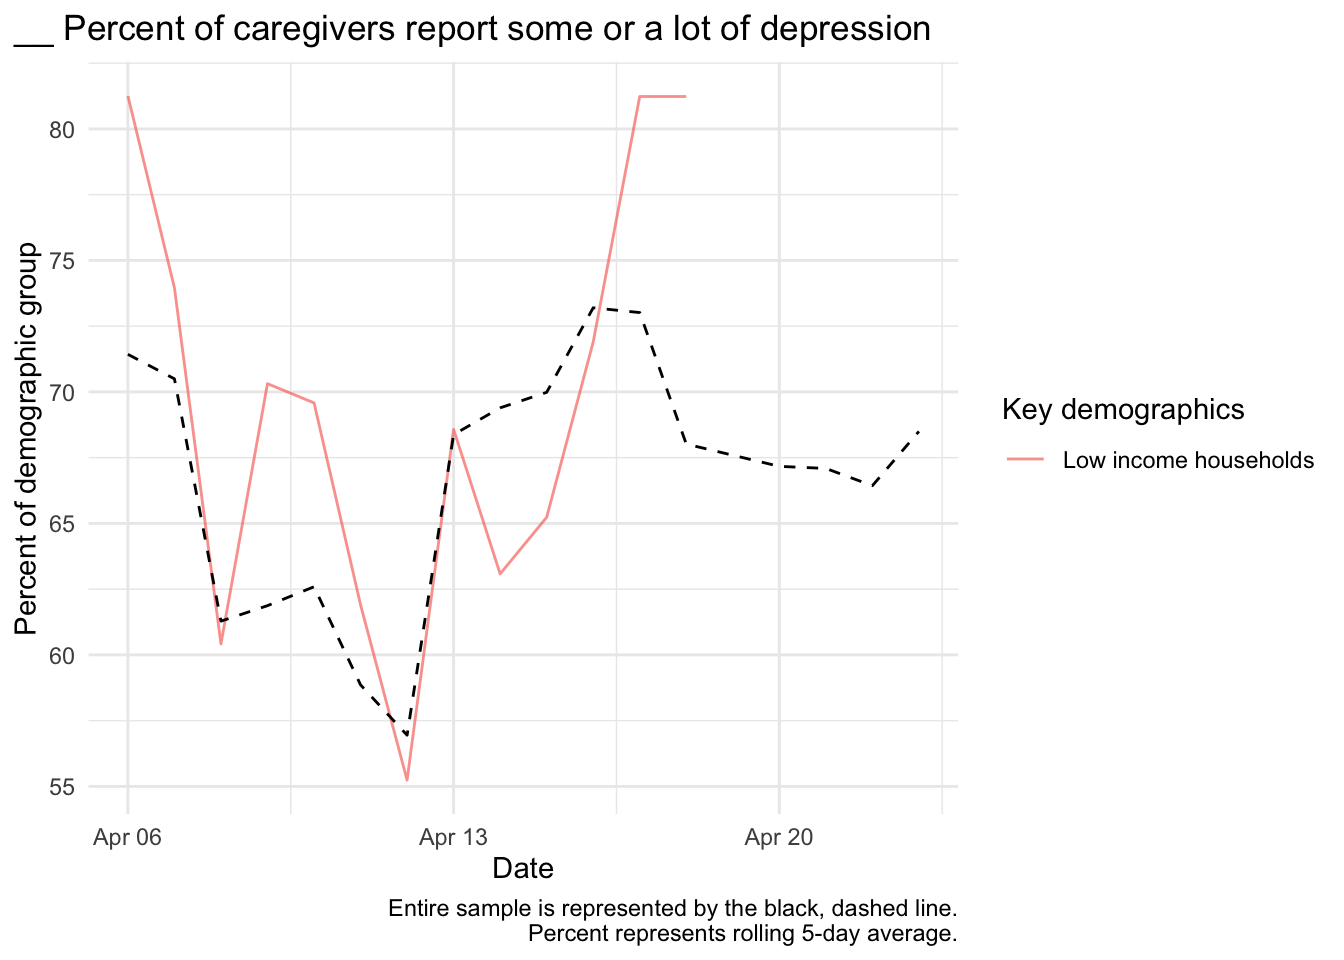 __ Percent of caregivers report some or a lot of depression
Percent of demographic group
80
75
70
65
60
55
Apr 06
Apr 13
Apr 20
Date
Key demographics
Low income households
Entire sample is represented by the black, dashed line.
Percent represents rolling 5-day average.